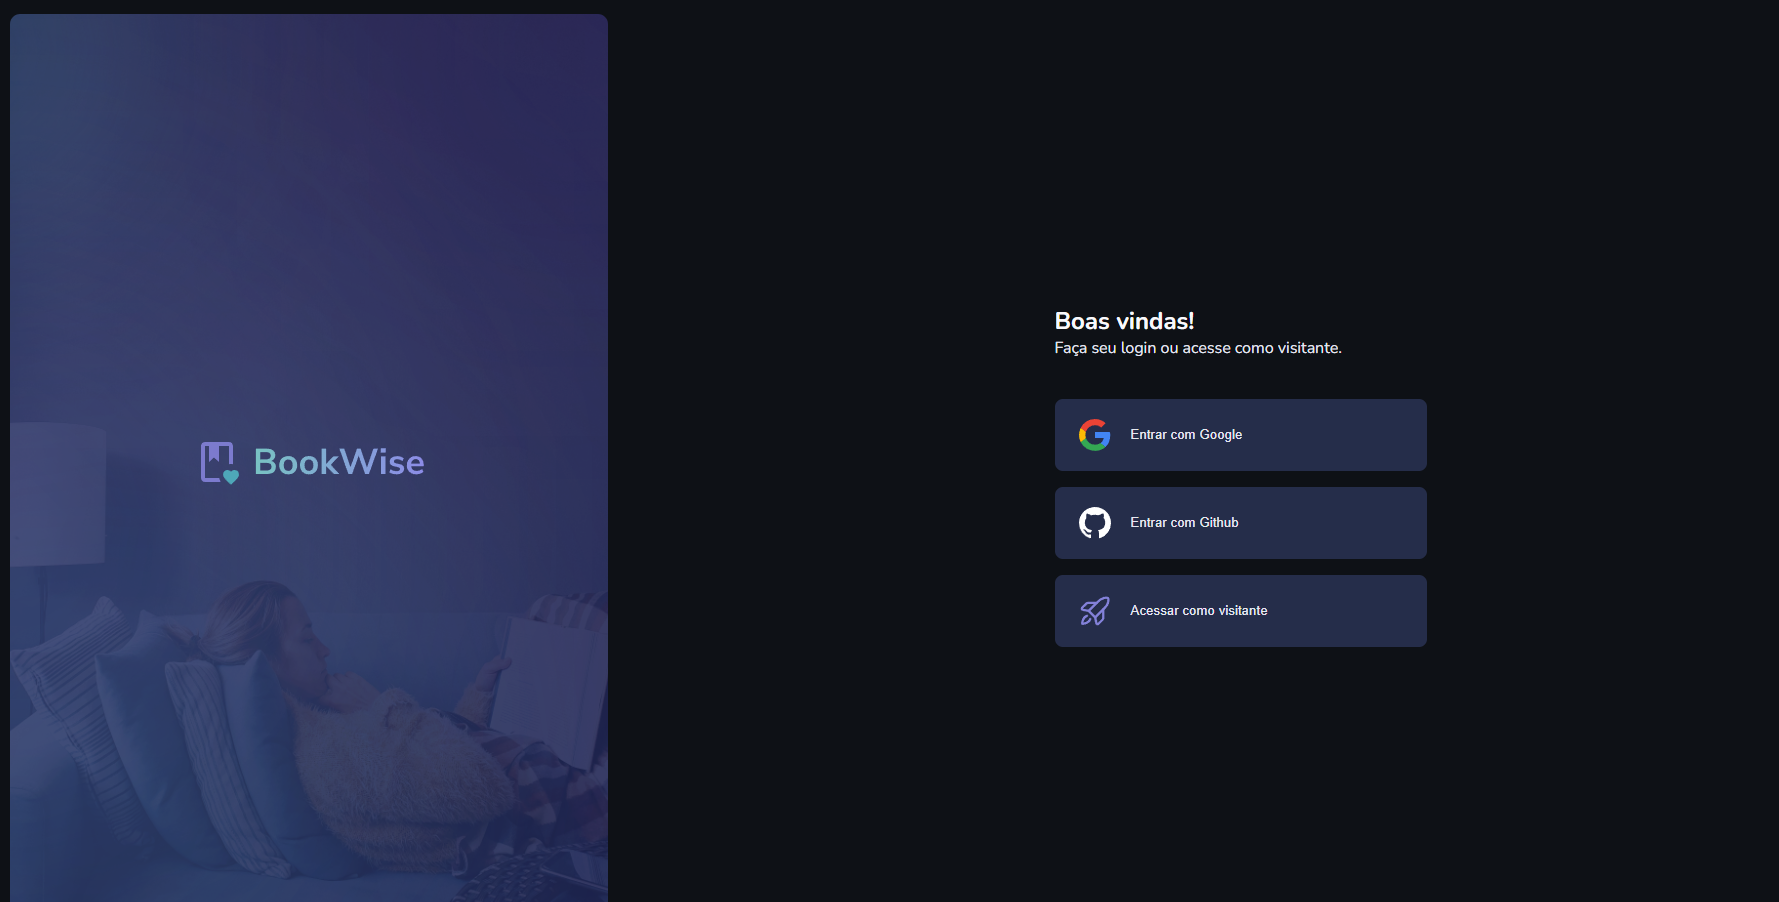 BookWise
Boas vindas!
Faça seu login ou acesse como visitante.
Entrar com Google
Entrar com Github
Acessar como visitante